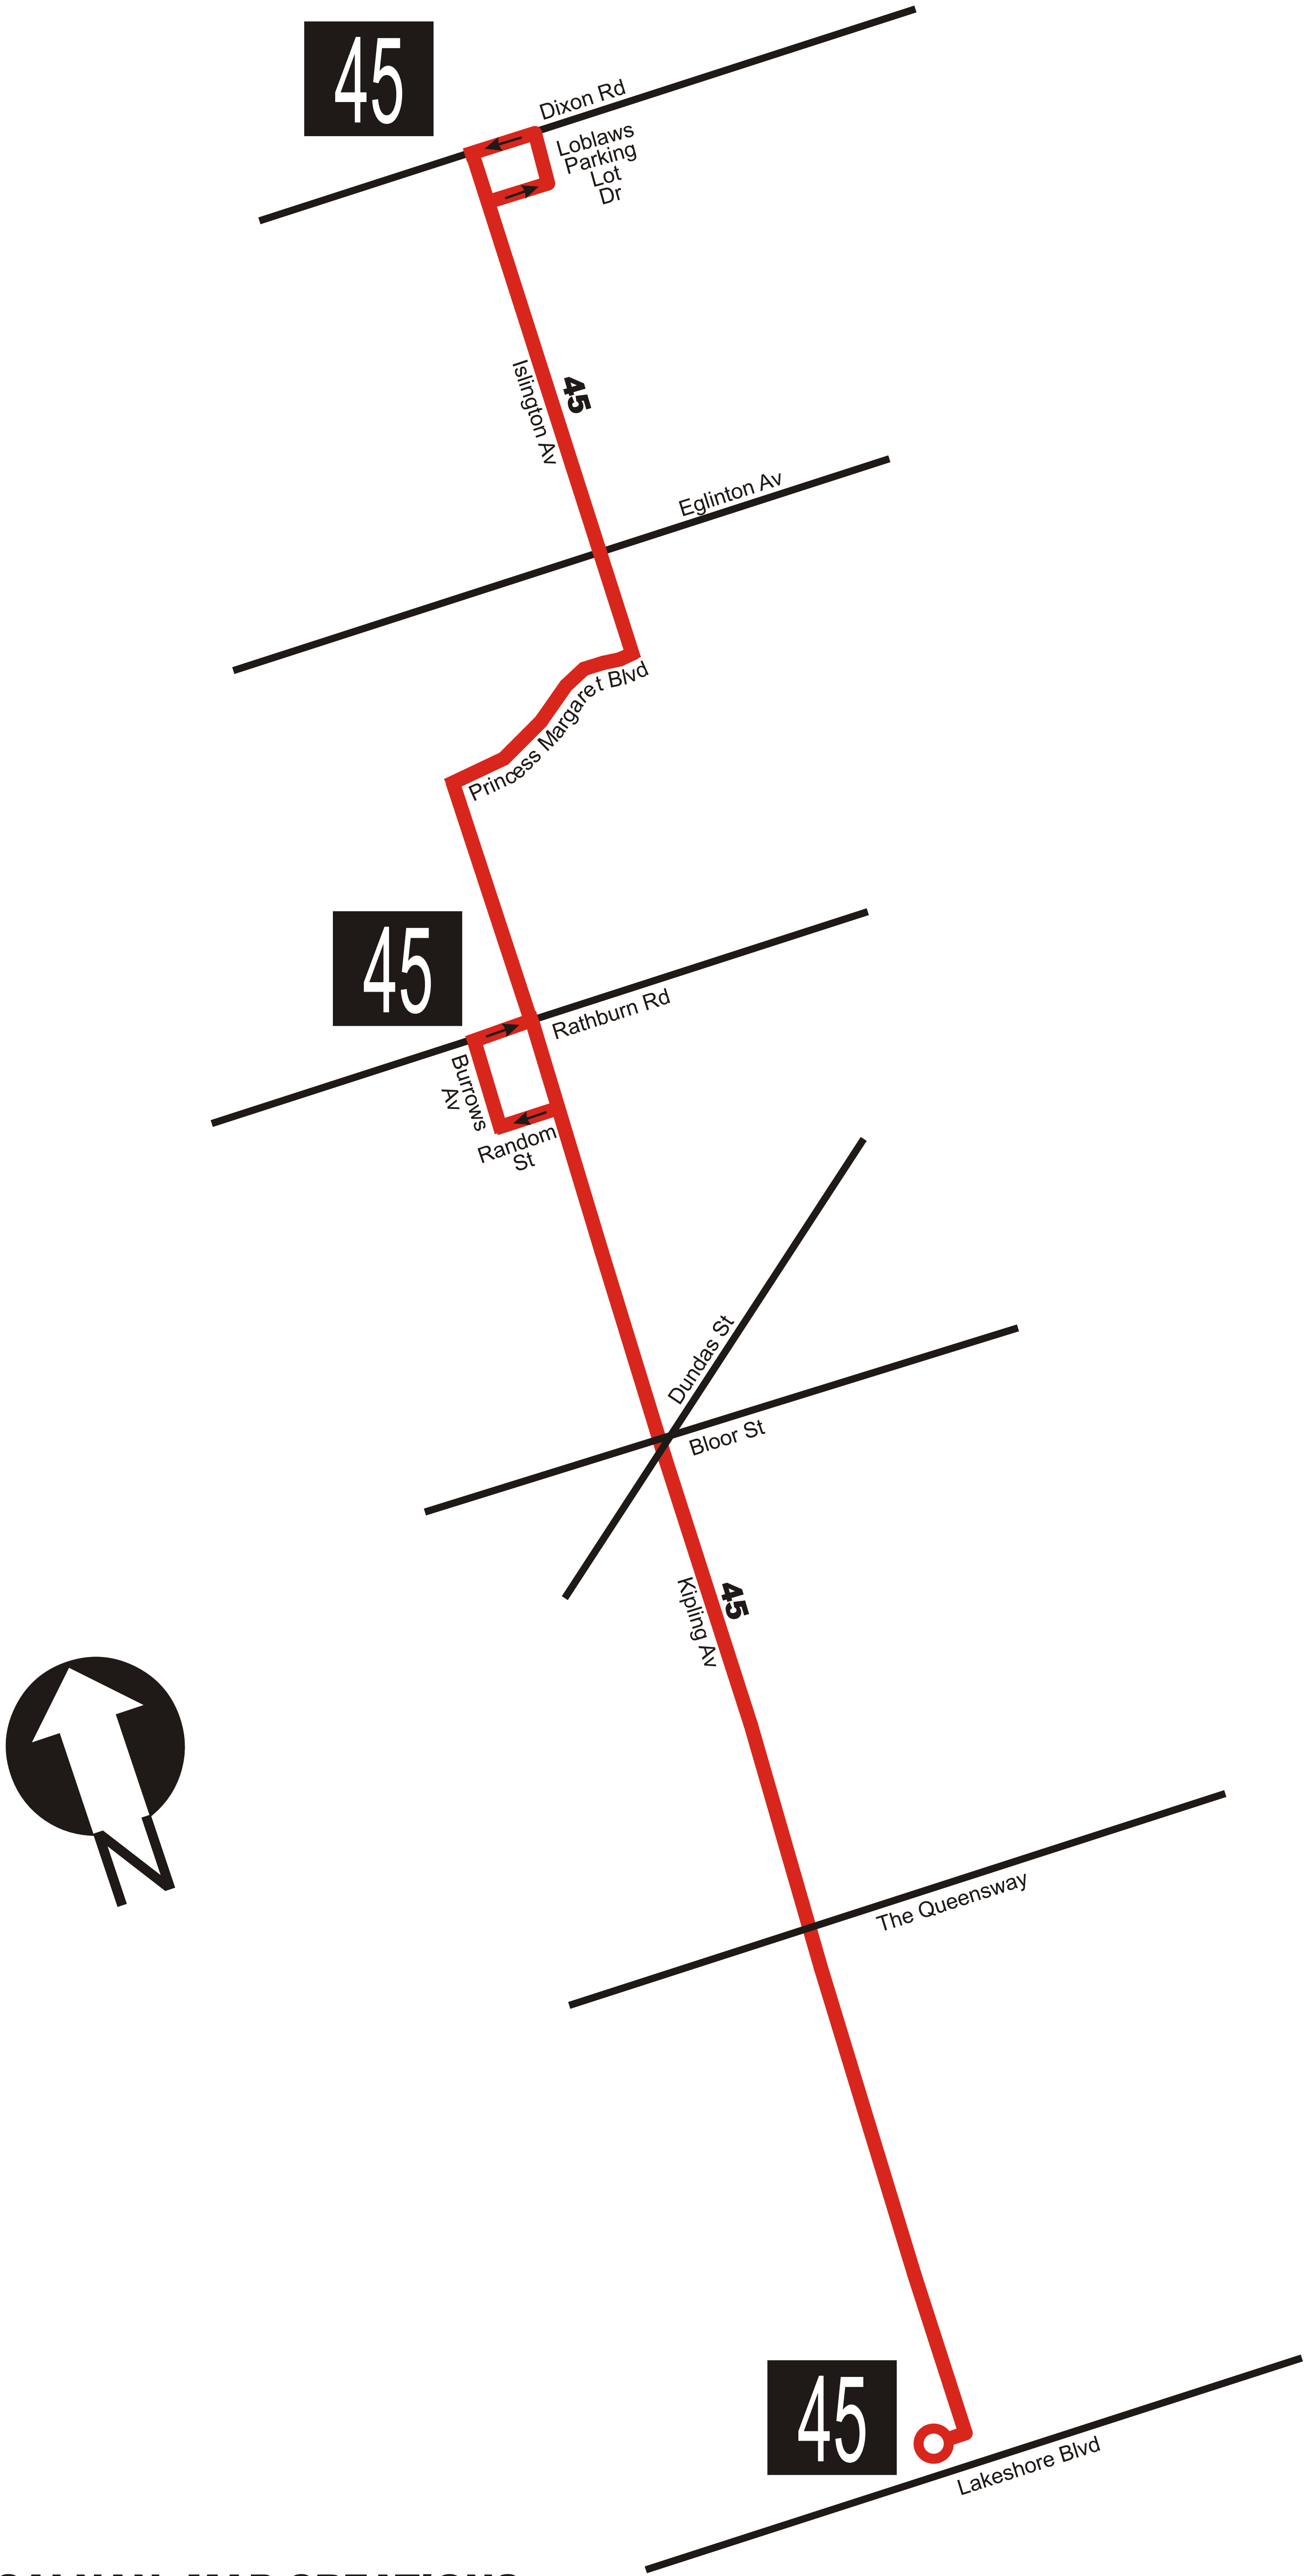 45
Dixon Rd
Loblaws
Parking
Lot
Dr
Islington Av
45
Eglinton Av
Princess Margaret Blvd
45
Rathburn Rd
Burrows
Av
Random
St
Dundas St
Bloor St
Kipling Av
45
N
The Queensway
45
Lakeshore Blvd